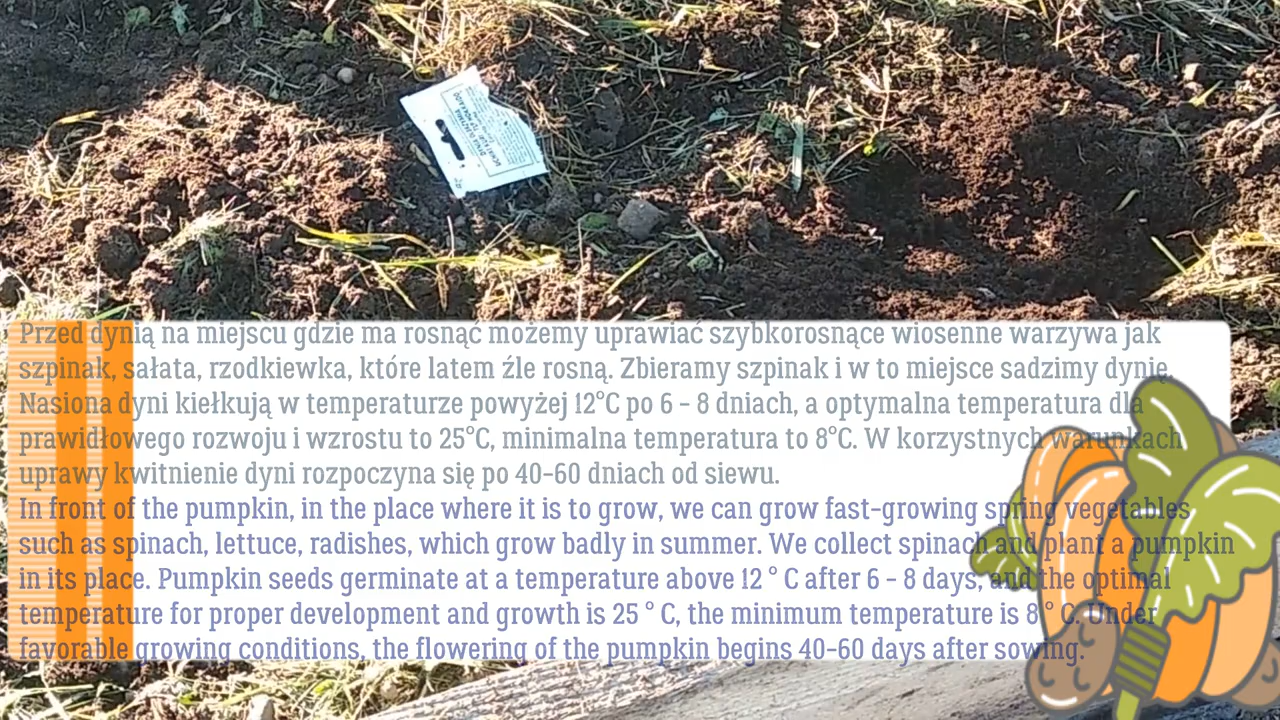 DYNIA OLBRZYMIA
UCHIKI KURI TYP HOKKAIDO
Przed dynią na miejscu gdzie ma rosnąć możemy uprawiać szybkorosnące wiosenne warzywa jak
szpinak, sałata, rzodkiewka, które latem źle rosną. Zbieramy szpinak i w to miejsce sadzimy dynię.
Nasiona dyni kiełkują w temperaturze powyżej 12°C po 6 – 8 dniach, a optymalna temperatura dla
prawidłowego rozwoju i wzrostu to 25°C, minimalna temperatura to 8°C. W korzystnych warunkach
uprawy kwitnienie dyni rozpoczyna się po 40-60 dniach od siewu.
In front of the pumpkin, in the place where it is to grow, we can grow fast-growing spring vegetables
such as spinach, lettuce, radishes, which grow badly in summer. We collect spinach and plant a pumpkin
in its place. Pumpkin seeds germinate at a temperature above 12 ° C after 6 – 8 days, and the optimal
temperature for proper development and growth is 25 ° C, the minimum temperature is 8 ° C. Under
favorable growing conditions, the flowering of the pumpkin begins 40-60 days after sowing.